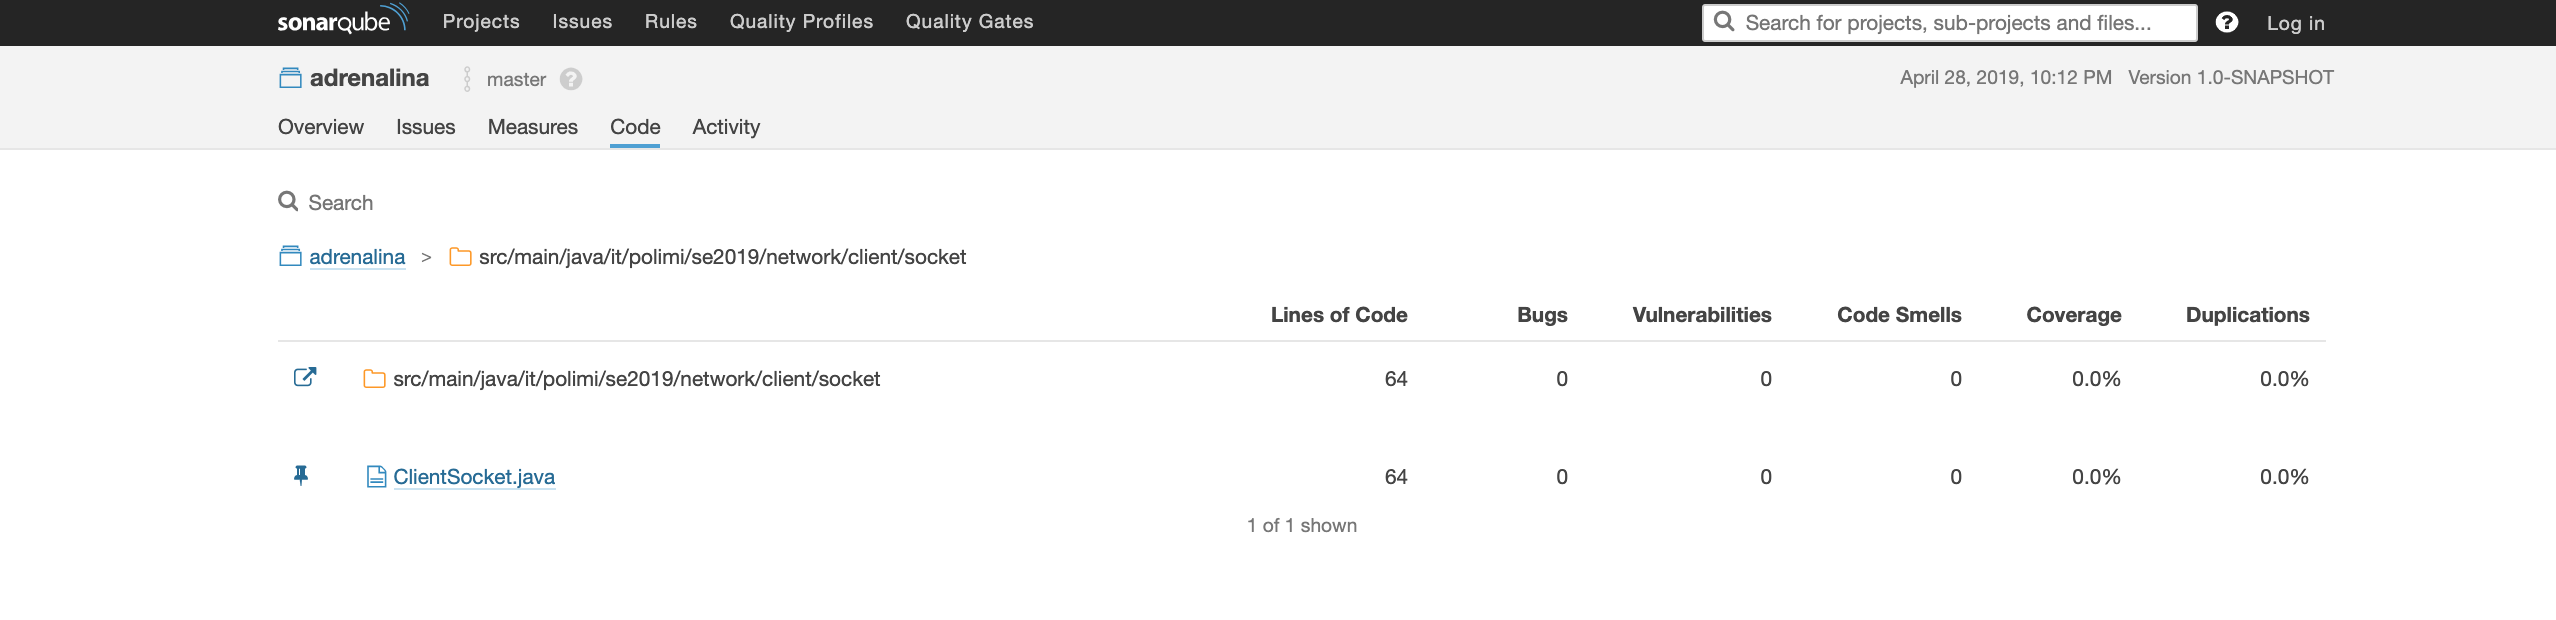 sonarqube Projects Issues Rules Quality Profiles Quality Gates Search for projects, sub-projects and files... ? Log in
adrenalina master ? April 28, 2019, 10:12 PM Version 1.0-SNAPSHOT
Overview Issues Measures Code Activity
Search
adrenalina > src/main/java/it/polimi/se2019/network/client/socket
Lines of Code Bugs Vulnerabilities Code Smells Coverage Duplications
src/main/java/it/polimi/se2019/network/client/socket 64 0 0 0 0.0% 0.0%
ClientSocket.java 64 0 0 0 0.0% 0.0%
1 of 1 shown